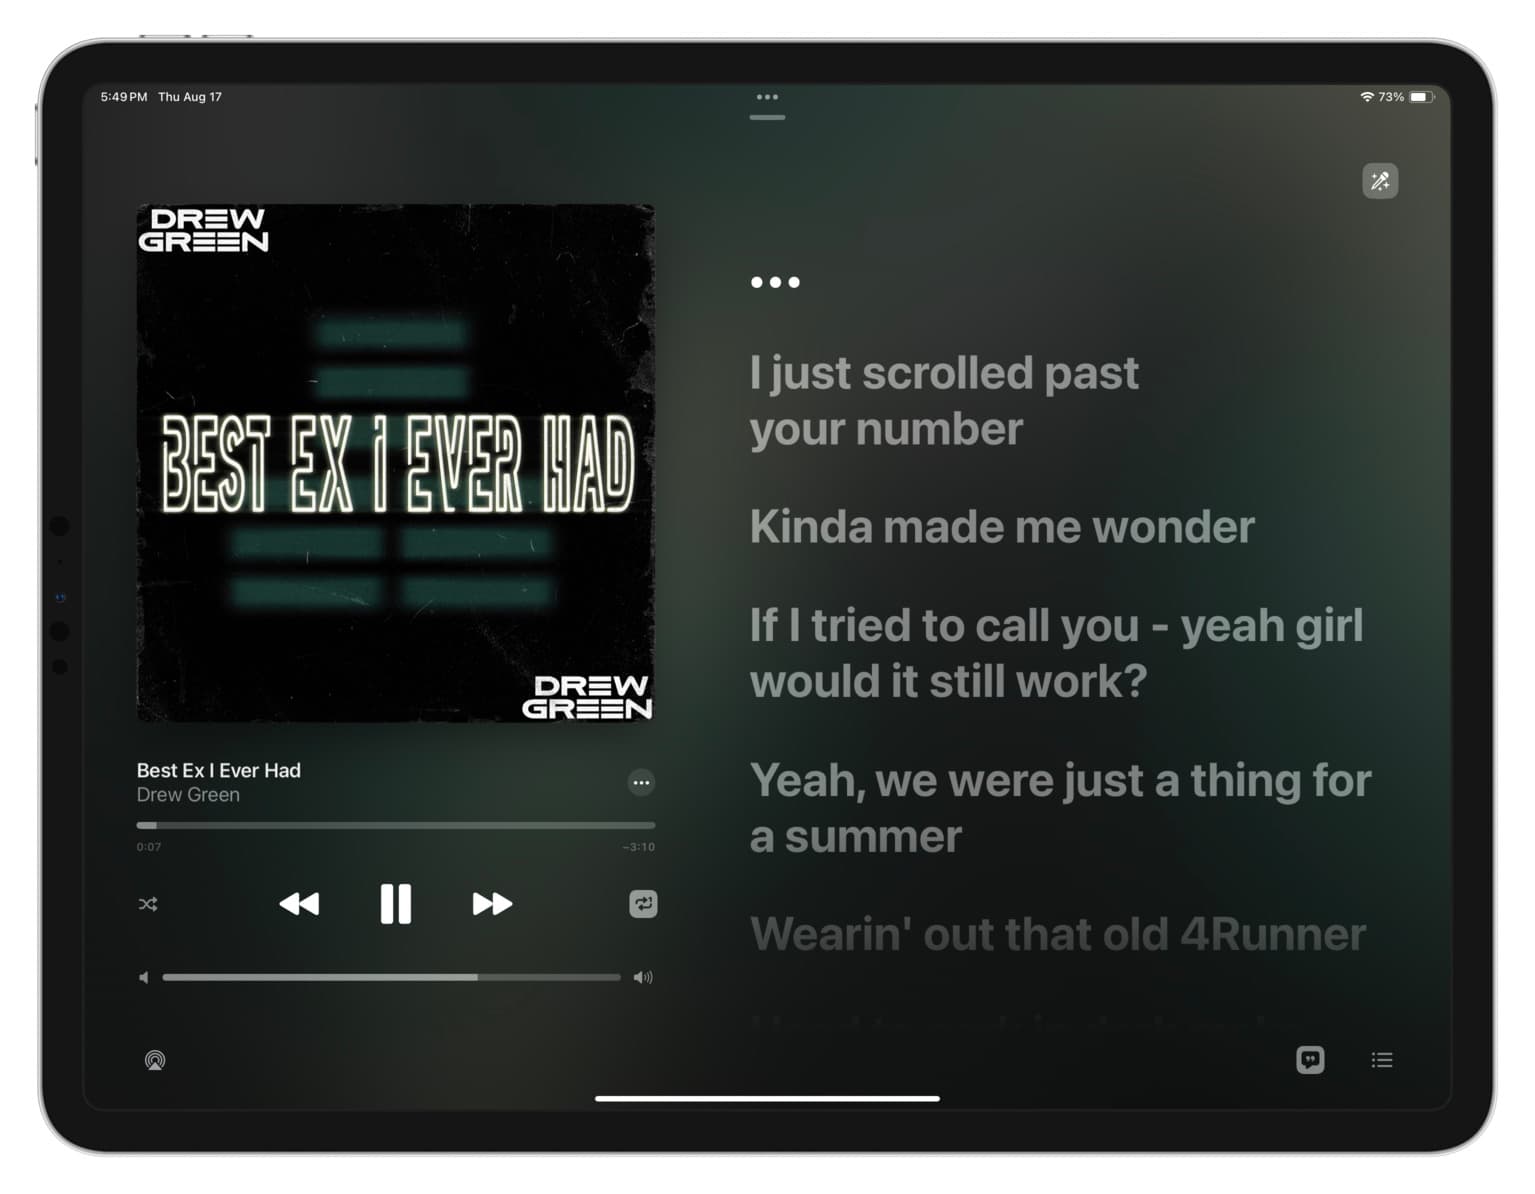 5:49 PM Thu Aug 17
73%
DREW
GREEN
BEST EX I EVER HAD
DREW
GREEN
Best Ex I Ever Had
Drew Green
0:07
-3:10
I just scrolled past
your number
Kinda made me wonder
If I tried to call you - yeah girl
would it still work?
Yeah, we were just a thing for
a summer
Wearin' out that old 4Runner